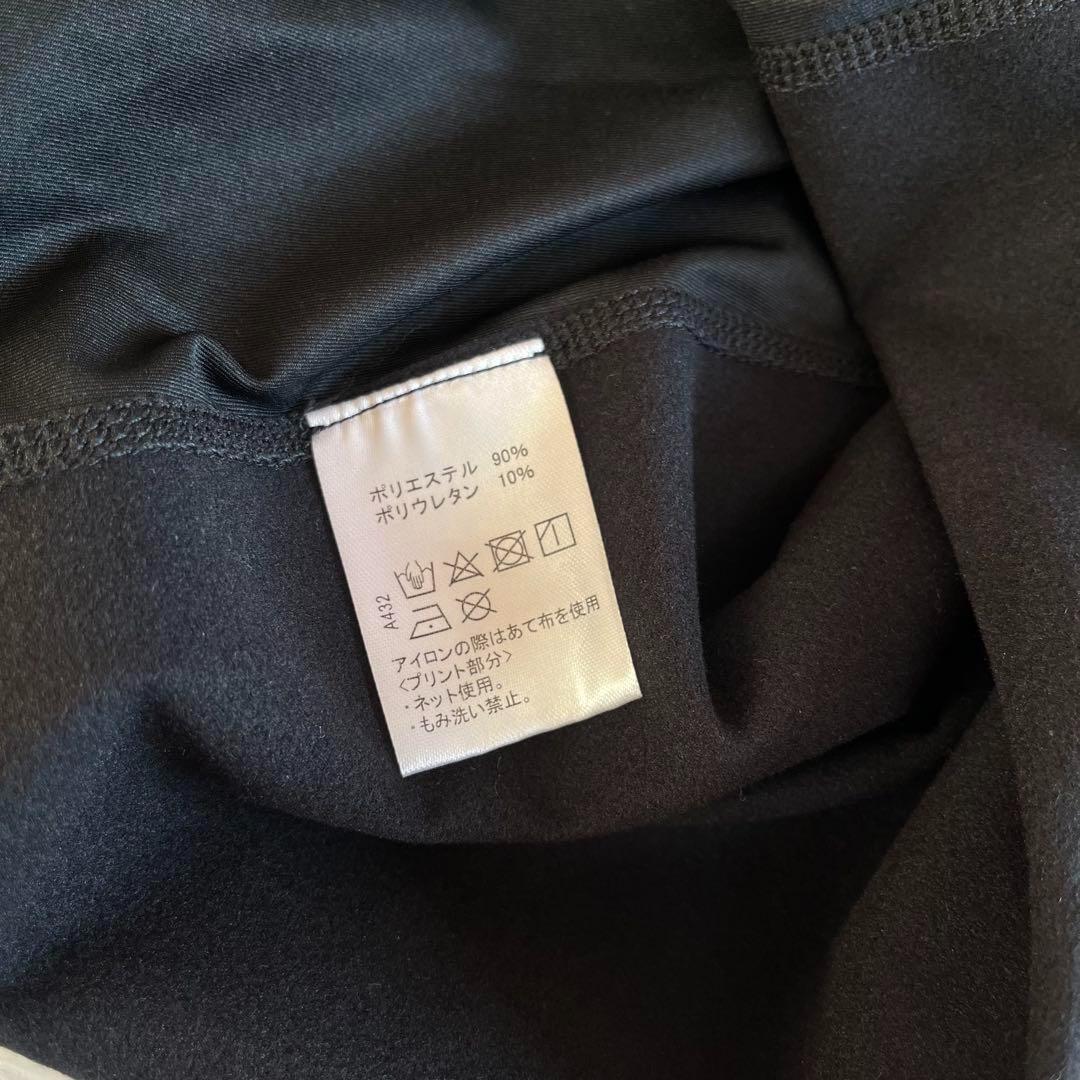 ポリエステル 90%
ポリウレタン 10%
A432
アイロンの際はあて布を使用
〈プリント部分〉
・ネット使用。
・もみ洗い禁止。